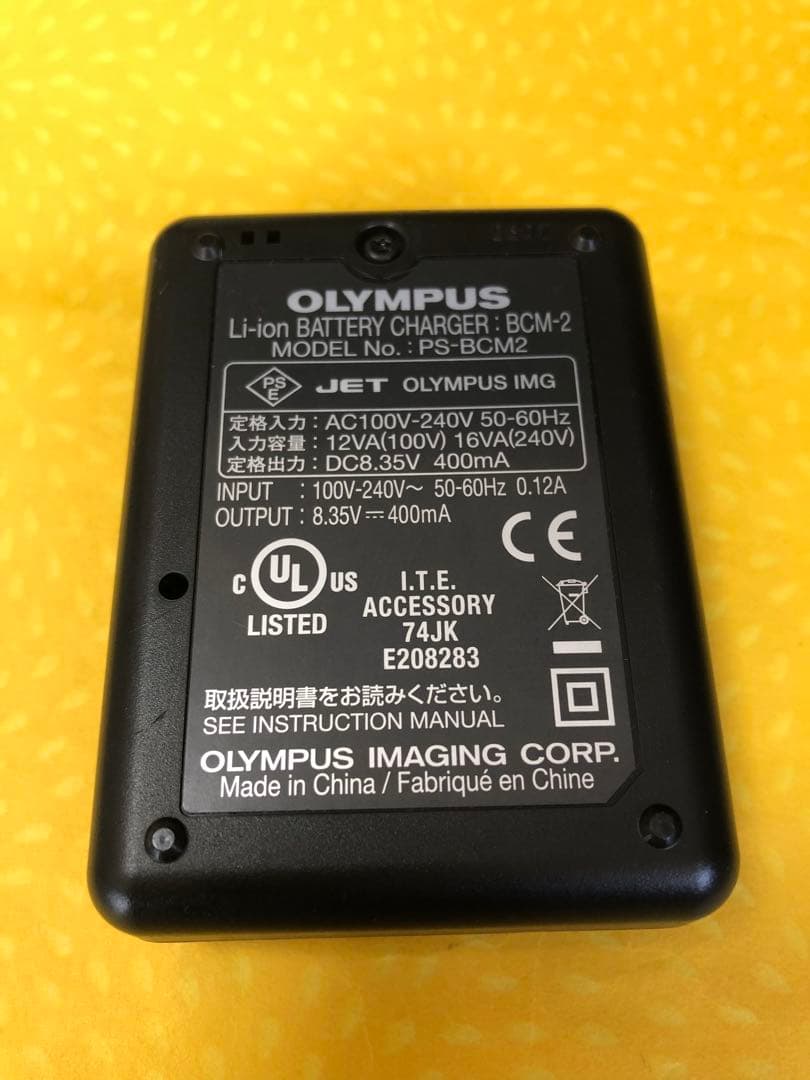 OLYMPUS
Li-ion BATTERY CHARGER : BCM-2
MODEL No. : PS-BCM2
PS
E
JET OLYMPUS IMG
定格入力 : AC100V-240V 50-60Hz
入力容量 : 12VA(100V) 16VA(240V)
定格出力 : DC8.35V 400mA
INPUT : 100V-240V～ 50-60Hz 0.12A
OUTPUT : 8.35V⎓400mA
CE
C UL US
LISTED
I.T.E.
ACCESSORY
74JK
E208283
取扱説明書をお読みください。
SEE INSTRUCTION MANUAL
OLYMPUS IMAGING CORP.
Made in China / Fabriqué en Chine